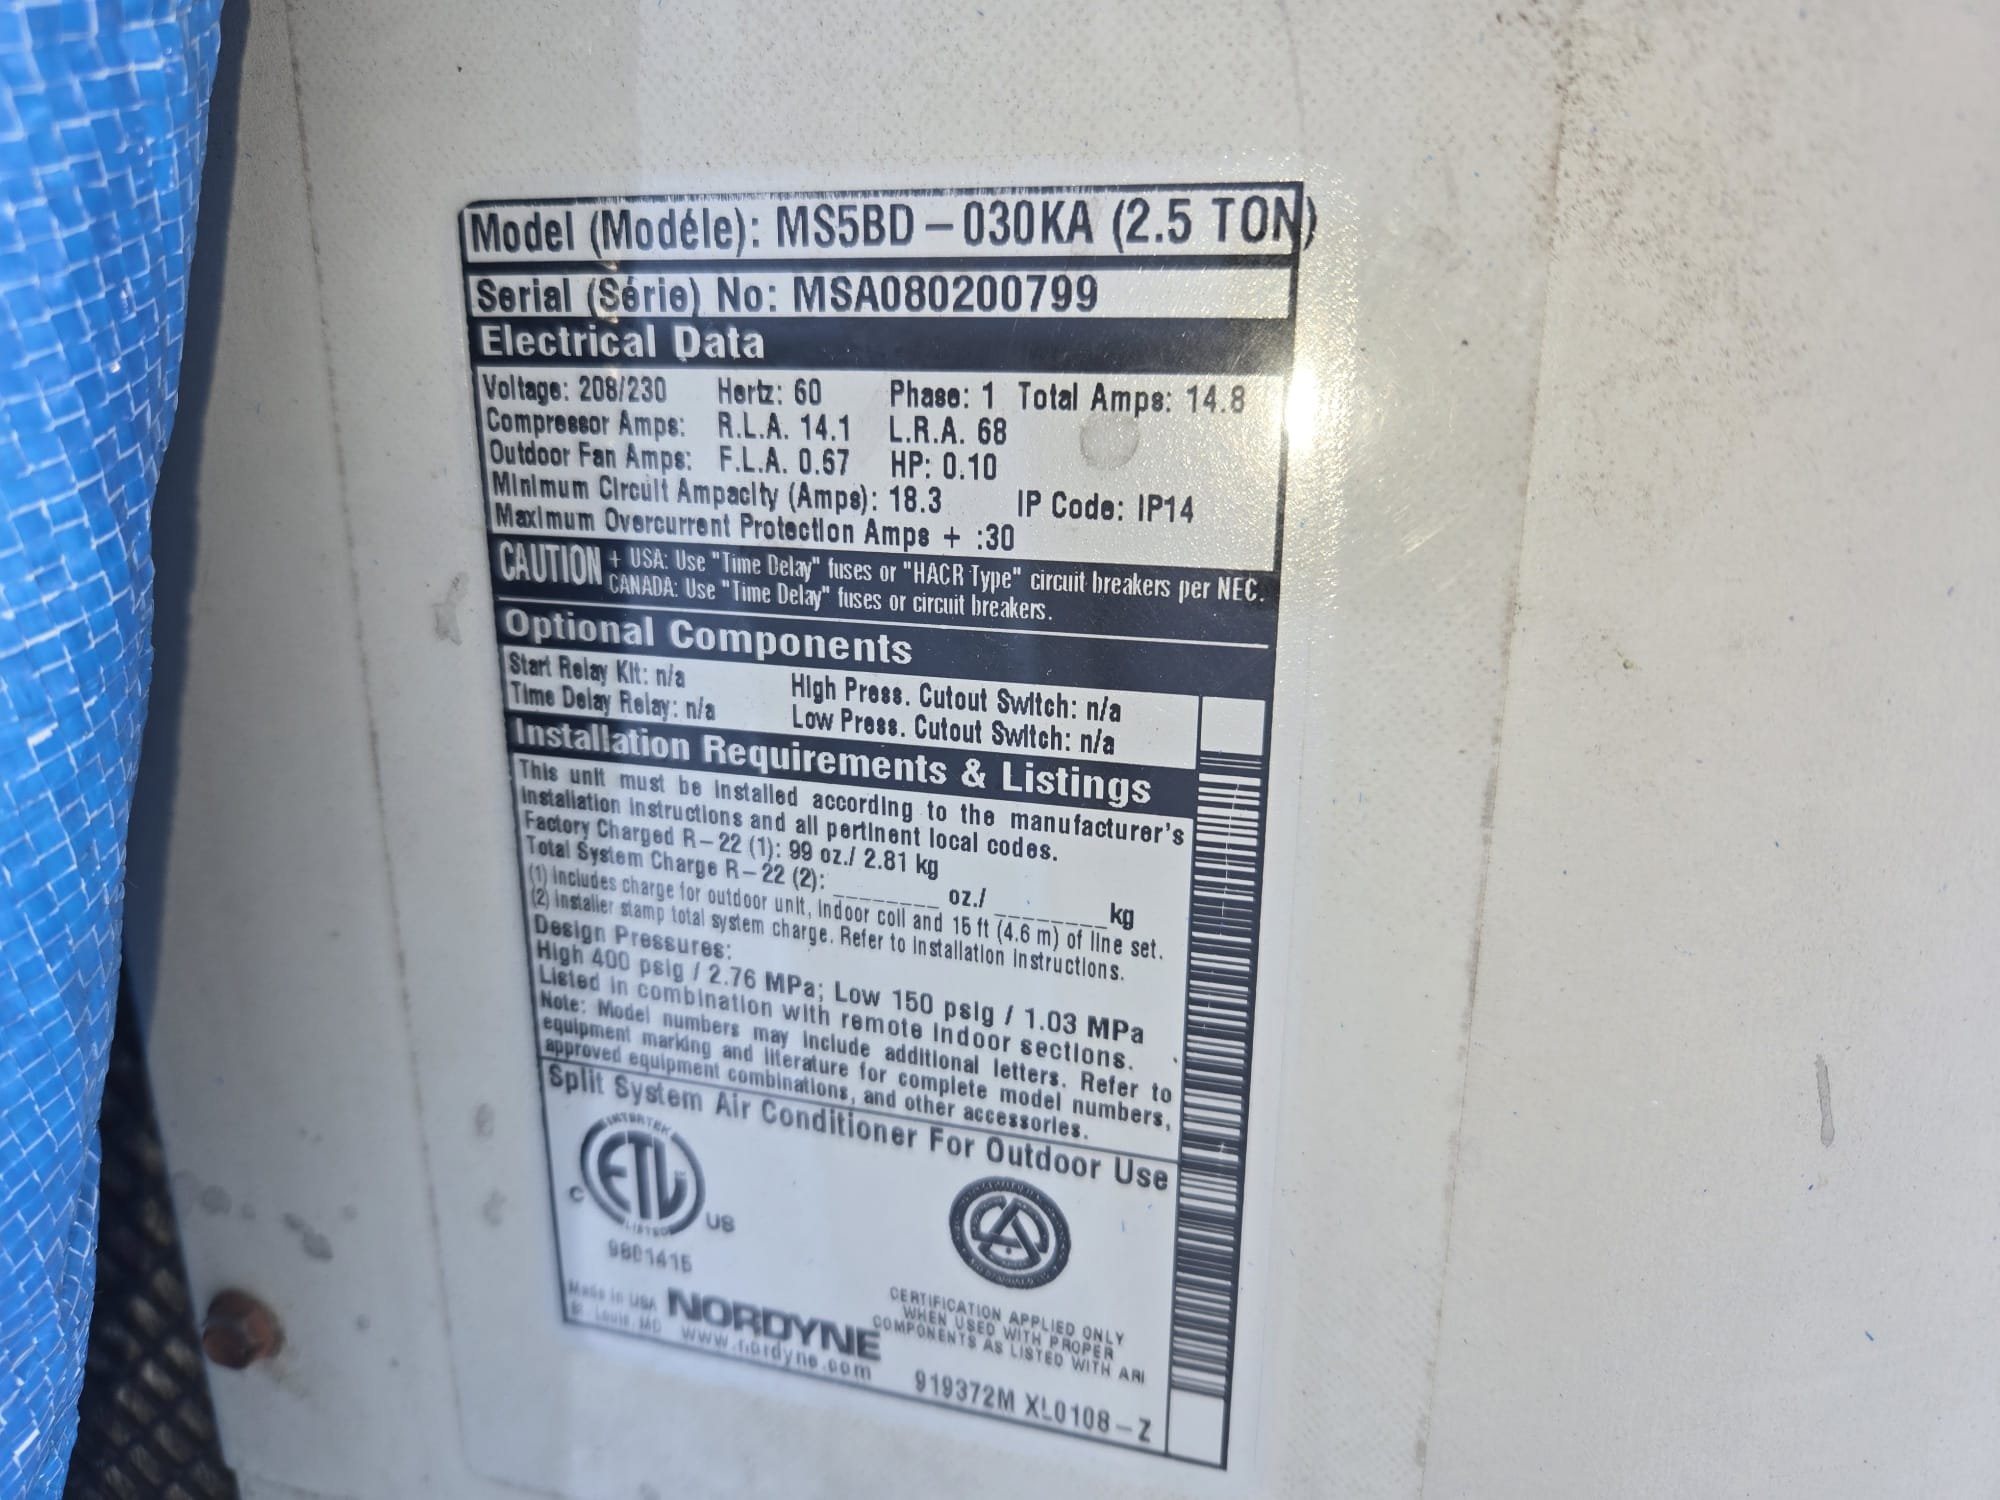 Model (Modéle): MS5BD-030KA (2.5 TON)
Serial (Série) No: MSA080200799
Electrical Data
Voltage: 208/230 Hertz: 60 Phase: 1 Total Amps: 14.8
Compressor Amps: R.L.A. 14.1 L.R.A. 68
Outdoor Fan Amps: F.L.A. 0.67 HP: 0.10
Minimum Circuit Ampacity (Amps): 18.3 IP Code: IP14
Maximum Overcurrent Protection Amps + :30
CAUTION + USA: Use "Time Delay" fuses or "HACR Type" circuit breakers per NEC.
CANADA: Use "Time Delay" fuses or circuit breakers.
Optional Components
Start Relay Kit: n/a High Press. Cutout Switch: n/a
Time Delay Relay: n/a Low Press. Cutout Switch: n/a
Installation Requirements & Listings
This unit must be installed according to the manufacturer's
installation instructions and all pertinent local codes.
Factory Charged R-22 (1): 99 oz./ 2.81 kg
Total System Charge R-22 (2): ________ oz./ ________ kg
(1) Includes charge for outdoor unit, indoor coil and 15 ft (4.6 m) of line set.
(2) Installer stamp total system charge. Refer to installation instructions.
Design Pressures:
High 400 psig / 2.76 MPa; Low 150 psig / 1.03 MPa
Listed in combination with remote indoor sections.
Note: Model numbers may include additional letters. Refer to
equipment marking and literature for complete model numbers,
approved equipment combinations, and other accessories.
Split System Air Conditioner For Outdoor Use
INTERTEK
ETL
LISTED
C US
9801415
Made in USA
St. Louis, MO
NORDYNE
www.nordyne.com
CERTIFICATION APPLIED ONLY
WHEN USED WITH PROPER
COMPONENTS AS LISTED WITH ARI
919372M XL0108-Z